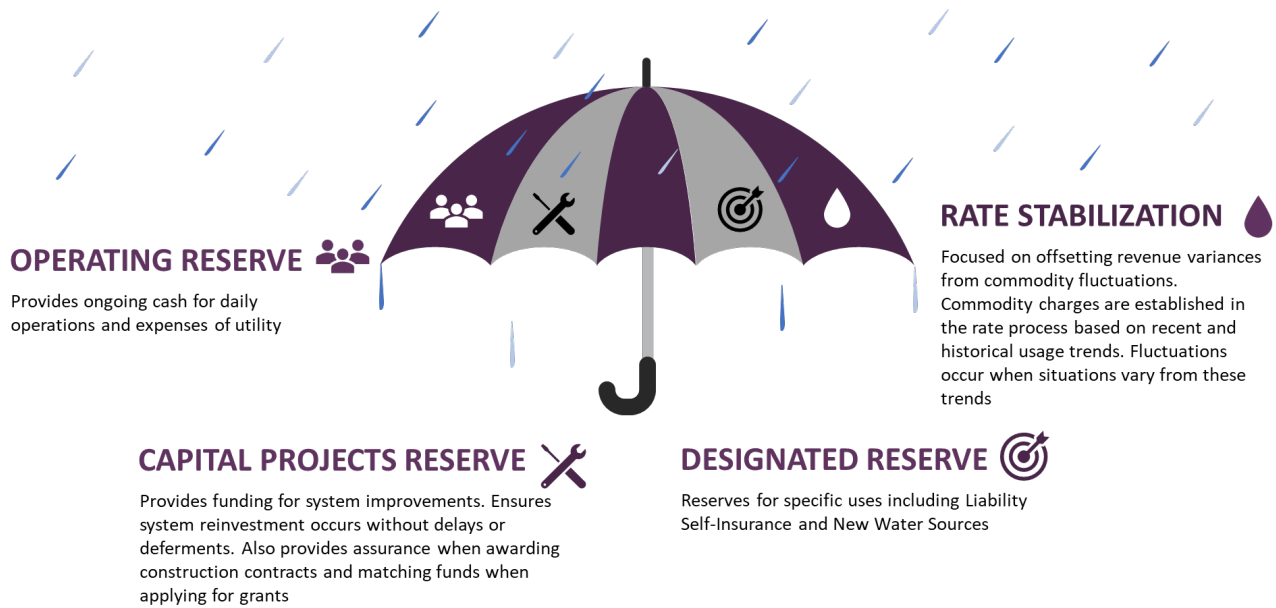 OPERATING RESERVE
Provides ongoing cash for daily
operations and expenses of utility
RATE STABILIZATION
Focused on offsetting revenue variances
from commodity fluctuations.
Commodity charges are established in
the rate process based on recent and
historical usage trends. Fluctuations
occur when situations vary from these
trends
CAPITAL PROJECTS RESERVE
Provides funding for system improvements. Ensures
system reinvestment occurs without delays or
deferments. Also provides assurance when awarding
construction contracts and matching funds when
applying for grants
DESIGNATED RESERVE
Reserves for specific uses including Liability
Self-Insurance and New Water Sources